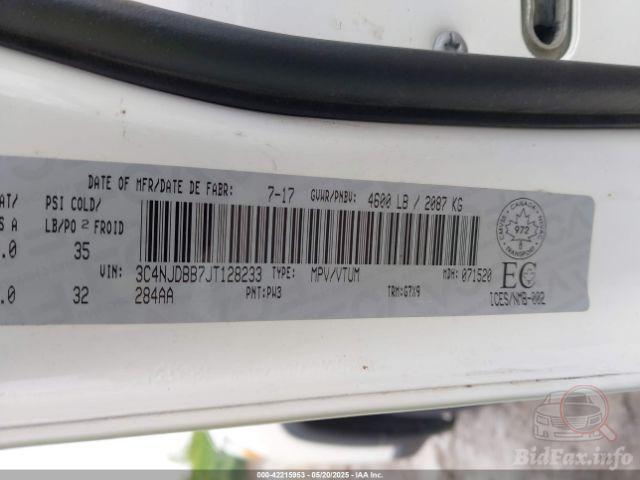 DATE OF MFR/DATE DE FABR: 7-17 GVWR/PNBV: 4600 LB / 2087 KG
AT/ PSI COLD/
S A LB/PO 2 FROID
.0 35
VIN: 3C4NJDBB7JT128233 TYPE: MPV/VTUM MDH: 071520
.0 32 284AA PNT:PW3 TRM:G7X9
CANADA
972
TRANSPORT
EC
ICES/NMB-002
BidFax.info
000-42215953 — 05/20/2025 — IAA Inc.